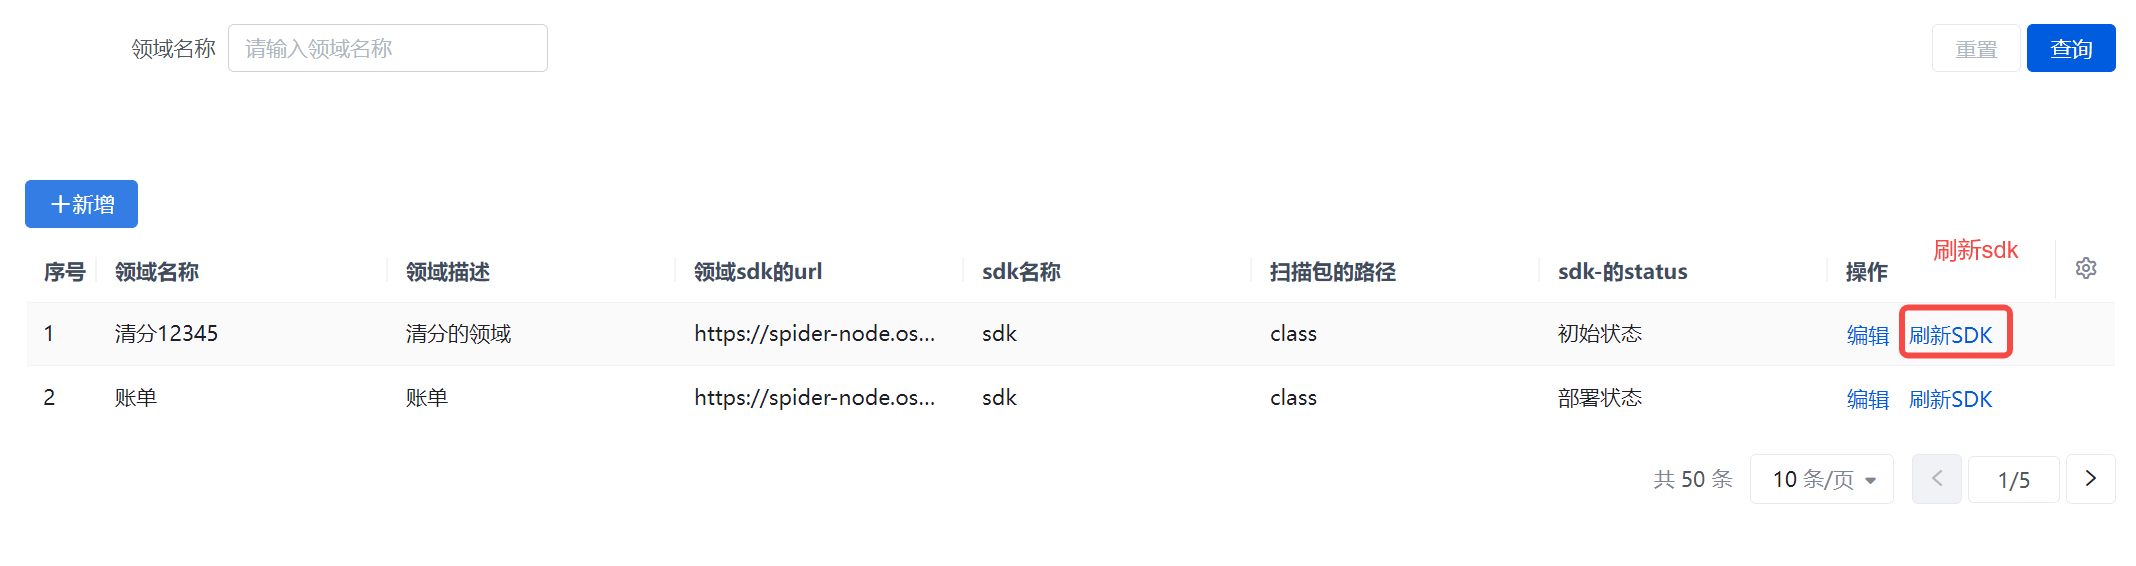 领域名称 请输入领域名称 重置 查询
+新增
刷新sdk
序号 领域名称 领域描述 领域sdk的url sdk名称 扫描包的路径 sdk-的status 操作
1 清分12345 清分的领域 https://spider-node.os... sdk class 初始状态 编辑 刷新SDK
2 账单 账单 https://spider-node.os... sdk class 部署状态 编辑 刷新SDK
共 50 条 10 条/页 1/5